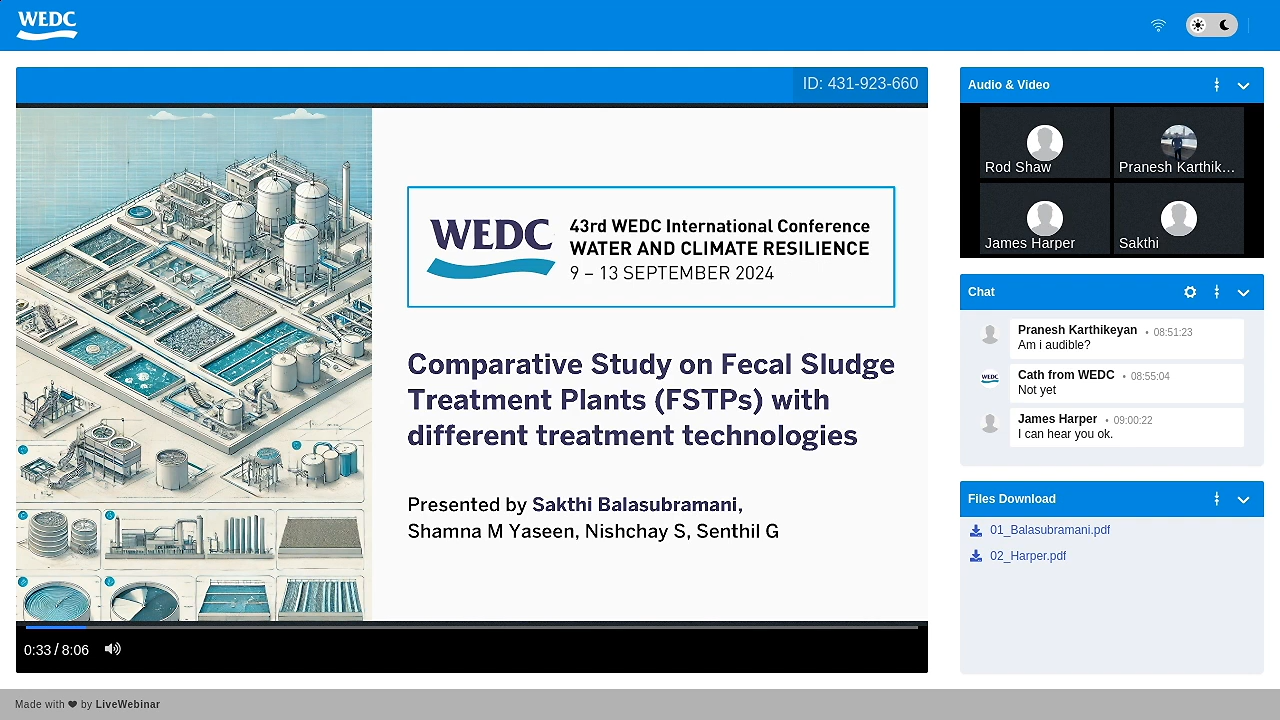 WEDC
ID: 431-923-660
WEDC
43rd WEDC International Conference
WATER AND CLIMATE RESILIENCE
9 – 13 SEPTEMBER 2024
Comparative Study on Fecal Sludge
Treatment Plants (FSTPs) with
different treatment technologies
Presented by Sakthi Balasubramani,
Shamna M Yaseen, Nishchay S, Senthil G
0:33 / 8:06
Audio & Video
Rod Shaw
Pranesh Karthik...
James Harper
Sakthi
Chat
Pranesh Karthikeyan • 08:51:23
Am i audible?
WEDC
Cath from WEDC • 08:55:04
Not yet
James Harper • 09:00:22
I can hear you ok.
Files Download
01_Balasubramani.pdf
02_Harper.pdf
Made with ❤ by LiveWebinar